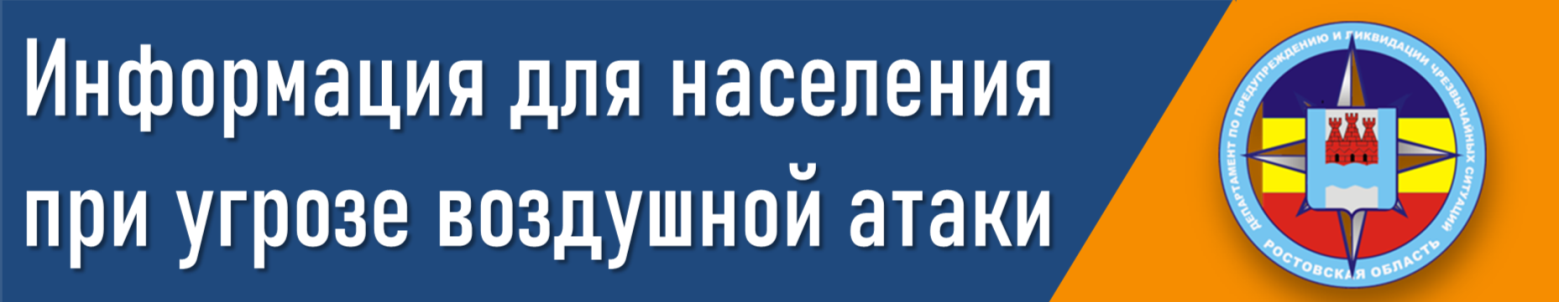 Информация для населения
при угрозе воздушной атаки
ДЕПАРТАМЕНТ ПО ПРЕДУПРЕЖДЕНИЮ И ЛИКВИДАЦИИ ЧРЕЗВЫЧАЙНЫХ СИТУАЦИЙ
РОСТОВСКАЯ ОБЛАСТЬ